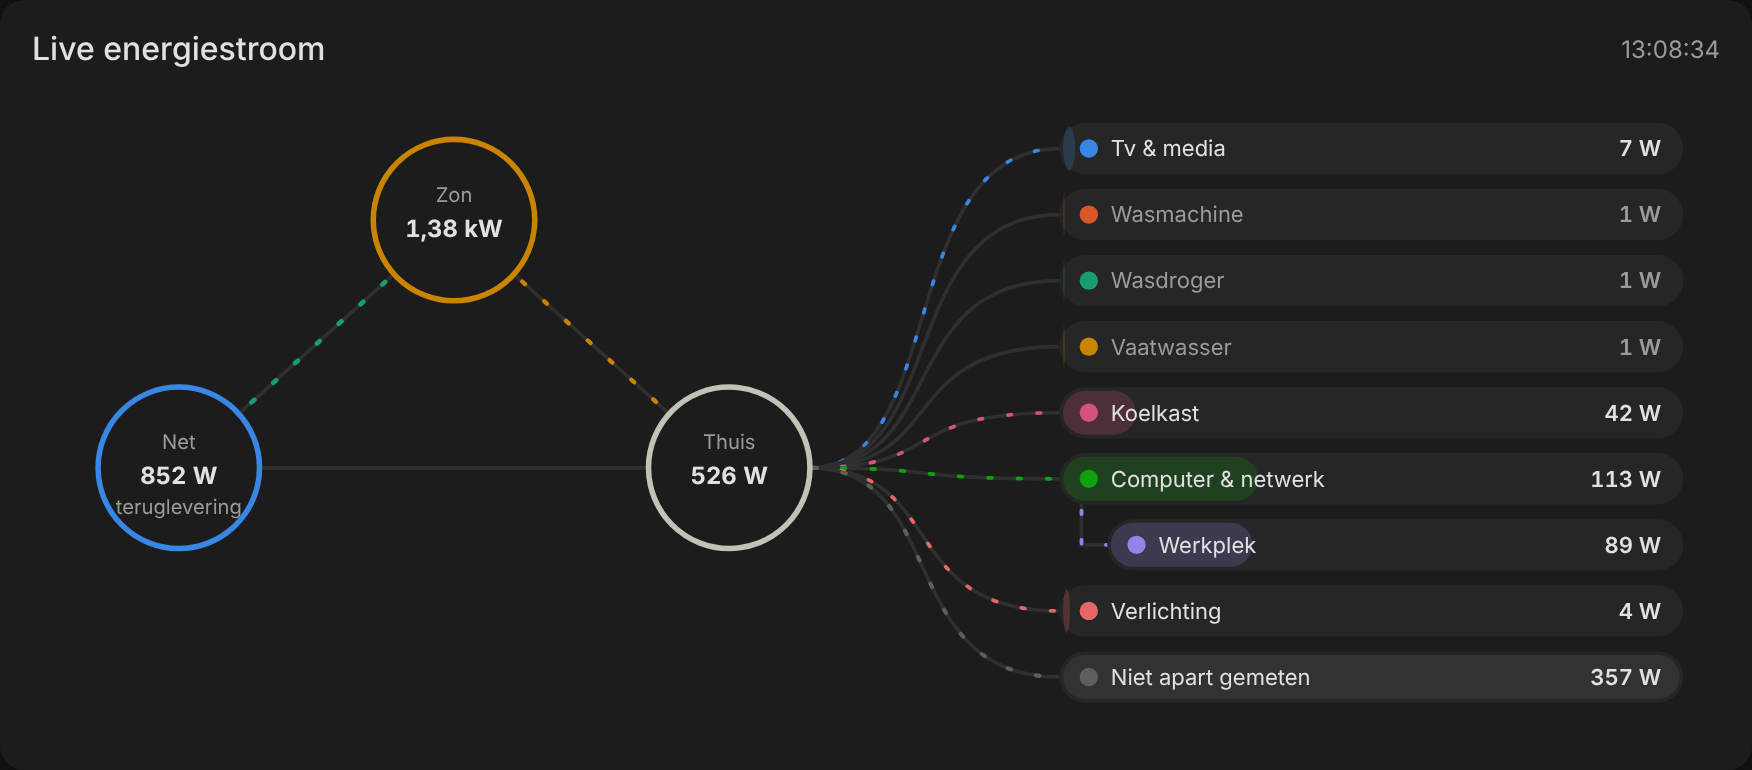 Live energiestroom
13:08:34
Zon
1,38 kW
Net
852 W
teruglevering
Thuis
526 W
Tv & media 7 W
Wasmachine 1 W
Wasdroger 1 W
Vaatwasser 1 W
Koelkast 42 W
Computer & netwerk 113 W
Werkplek 89 W
Verlichting 4 W
Niet apart gemeten 357 W